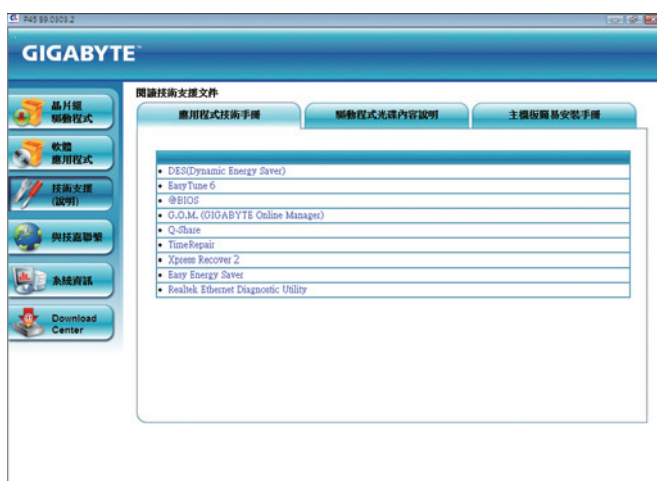 P45 B9.0303.2
GIGABYTE™
閱讀技術支援文件
應用程式技術手冊
驅動程式光碟內容說明
主機板簡易安裝手冊
晶片組
驅動程式
軟體
應用程式
技術支援
(說明)
與技嘉聯繫
系統資訊
Download
Center
• DES(Dynamic Energy Saver)
• EasyTune 6
• @BIOS
• G.O.M. (GIGABYTE Online Manager)
• Q-Share
• TimeRepair
• Xpress Recover 2
• Easy Energy Saver
• Realtek Ethernet Diagnostic Utility